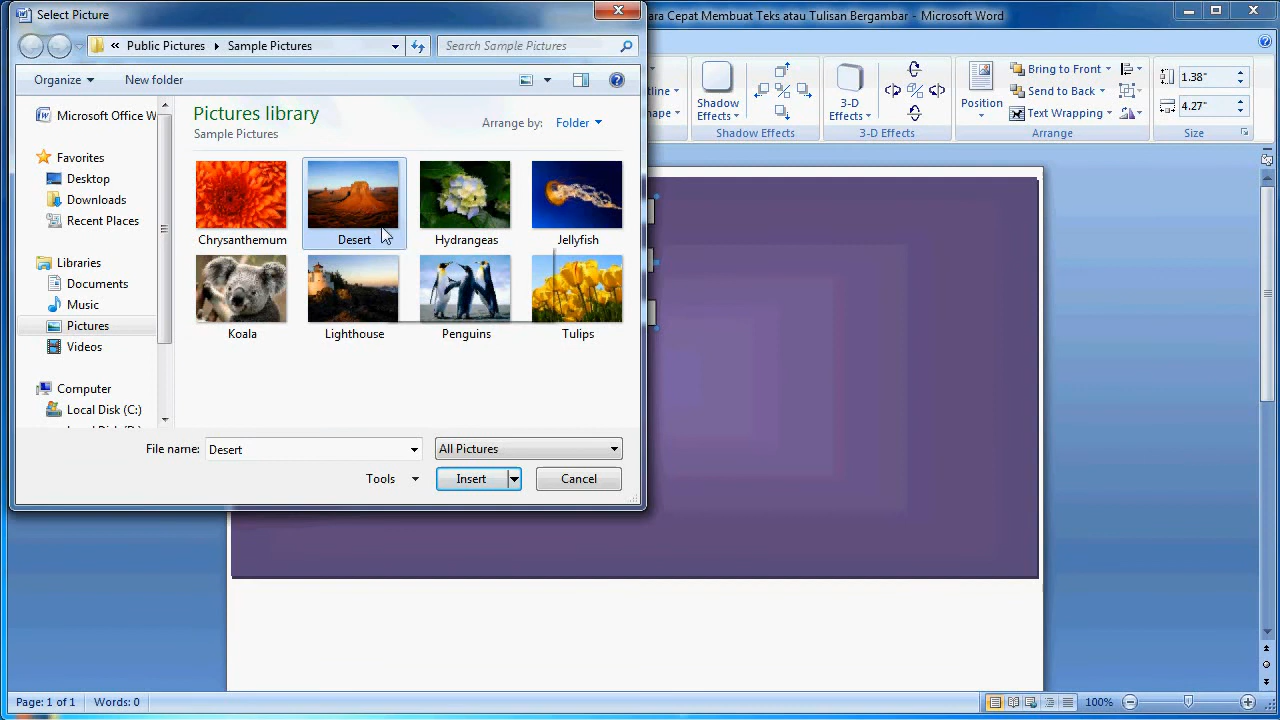 Select Picture
ara Cepat Membuat Teks atau Tulisan Bergambar - Microsoft Word
« Public Pictures Sample Pictures
Search Sample Pictures
Organize
New folder
Bring to Front
Send to Back
Text Wrapping
Shadow
Effects
3-D
Effects
Position
1.38"
4.27"
Shadow Effects
3-D Effects
Arrange
Size
Microsoft Office W
Favorites
Desktop
Downloads
Recent Places
Libraries
Documents
Music
Pictures
Videos
Computer
Local Disk (C:)
Pictures library
Sample Pictures
Arrange by: Folder
Chrysanthemum
Desert
Hydrangeas
Jellyfish
Koala
Lighthouse
Penguins
Tulips
File name: Desert
All Pictures
Tools
Insert
Cancel
Page: 1 of 1
Words: 0
100%